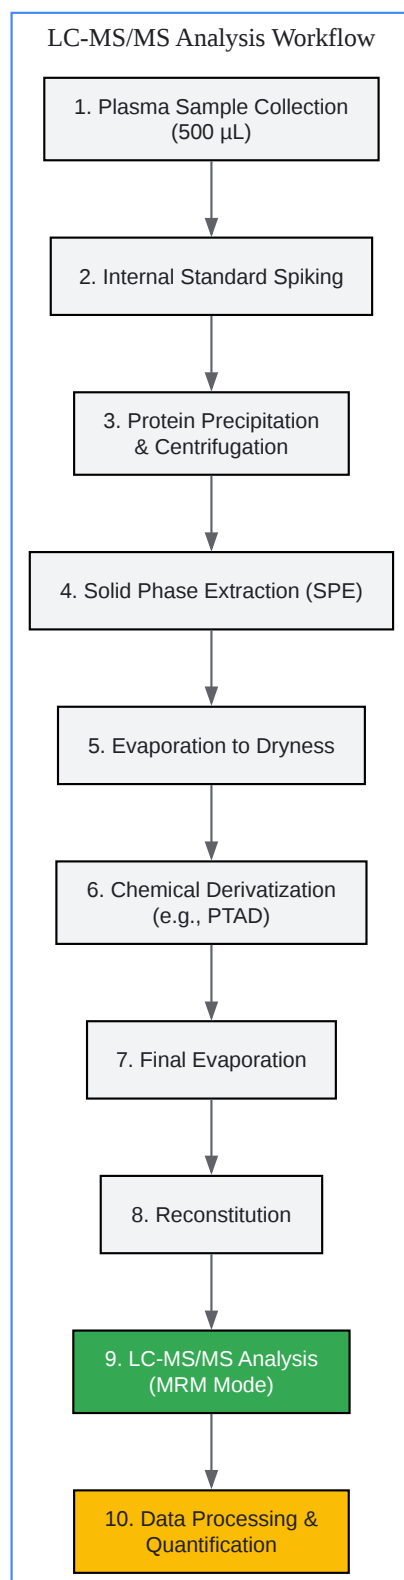 LC-MS/MS Analysis Workflow
1. Plasma Sample Collection
(500 µL)
2. Internal Standard Spiking
3. Protein Precipitation
& Centrifugation
4. Solid Phase Extraction (SPE)
5. Evaporation to Dryness
6. Chemical Derivatization
(e.g., PTAD)
7. Final Evaporation
8. Reconstitution
9. LC-MS/MS Analysis
(MRM Mode)
10. Data Processing &
Quantification